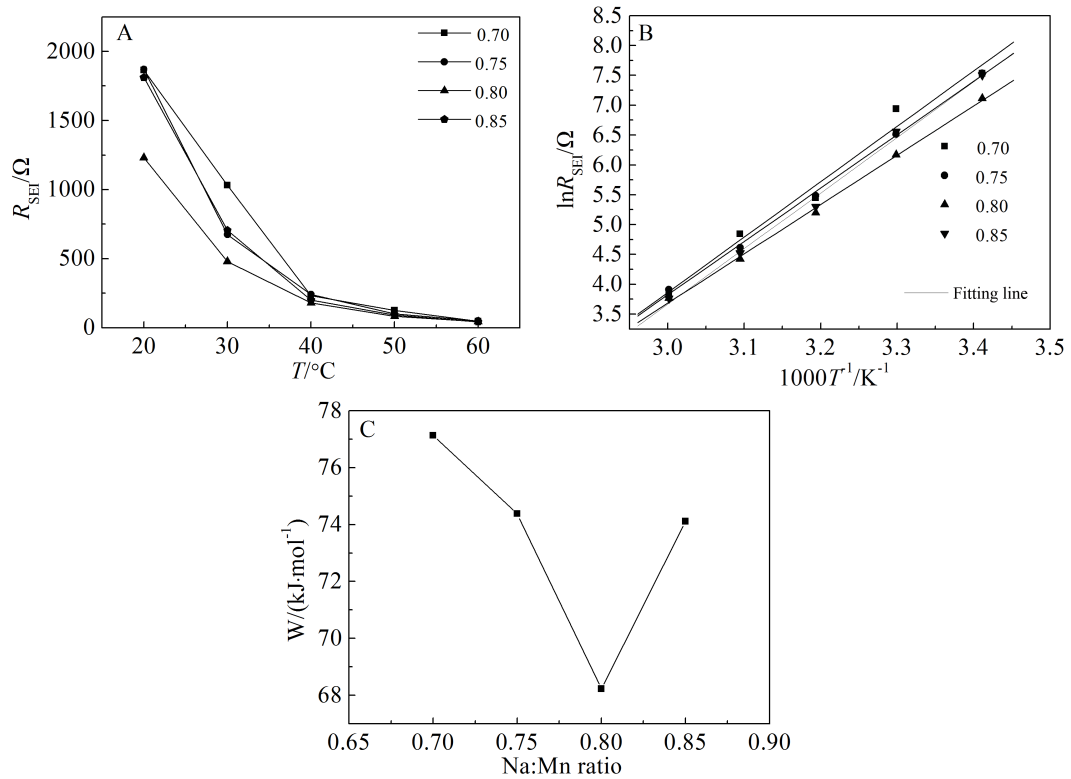 A
2000
1500
1000
500
0
20 30 40 50 60
R_SEI/Ω
T/°C
0.70
0.75
0.80
0.85
B
8.5
8.0
7.5
7.0
6.5
6.0
5.5
5.0
4.5
4.0
3.5
3.0 3.1 3.2 3.3 3.4 3.5
lnR_SEI/Ω
1000T⁻¹/K⁻¹
0.70
0.75
0.80
0.85
Fitting line
C
78
76
74
72
70
68
0.65 0.70 0.75 0.80 0.85 0.90
W/(kJ·mol⁻¹)
Na:Mn ratio